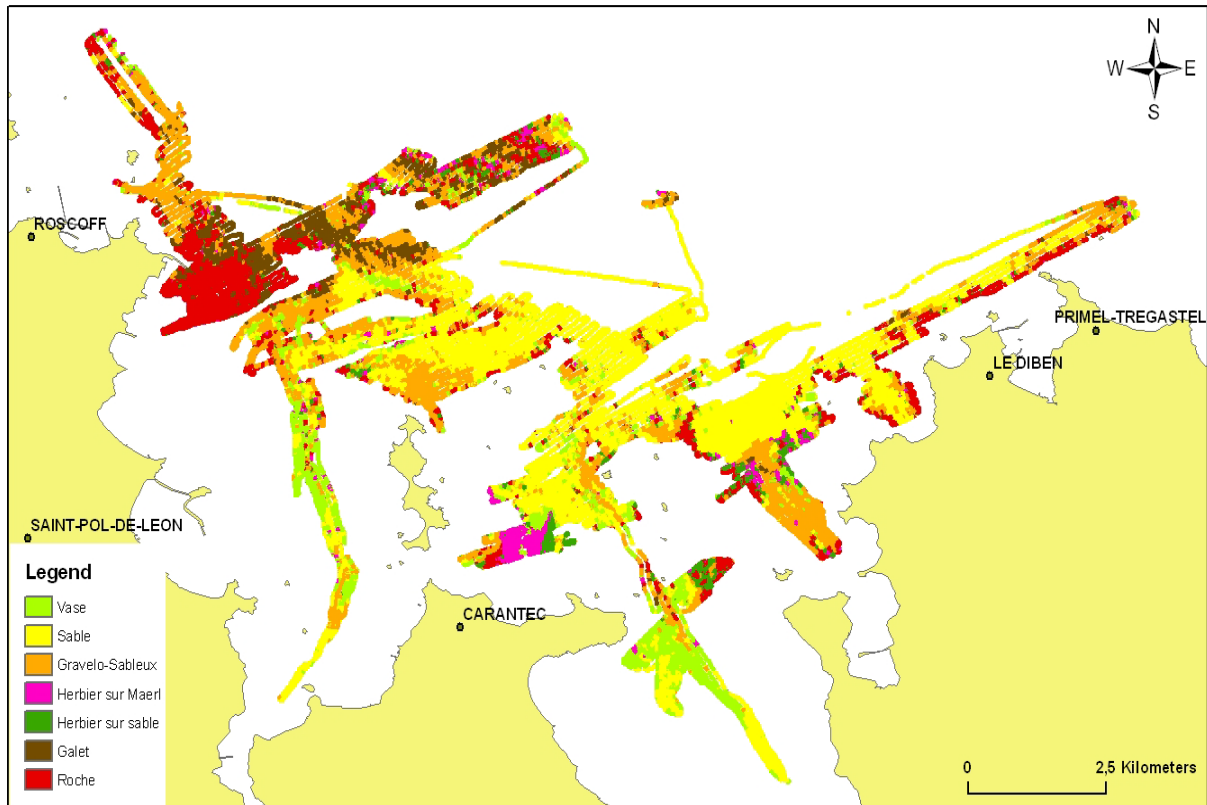 N
W E
S
ROSCOFF
PRIMEL-TREGASTEL
LE DIBEN
SAINT-POL-DE-LEON
CARANTEC
Legend
Vase
Sable
Gravelo-Sableux
Herbier sur Maerl
Herbier sur sable
Galet
Roche
0 2,5 Kilometers